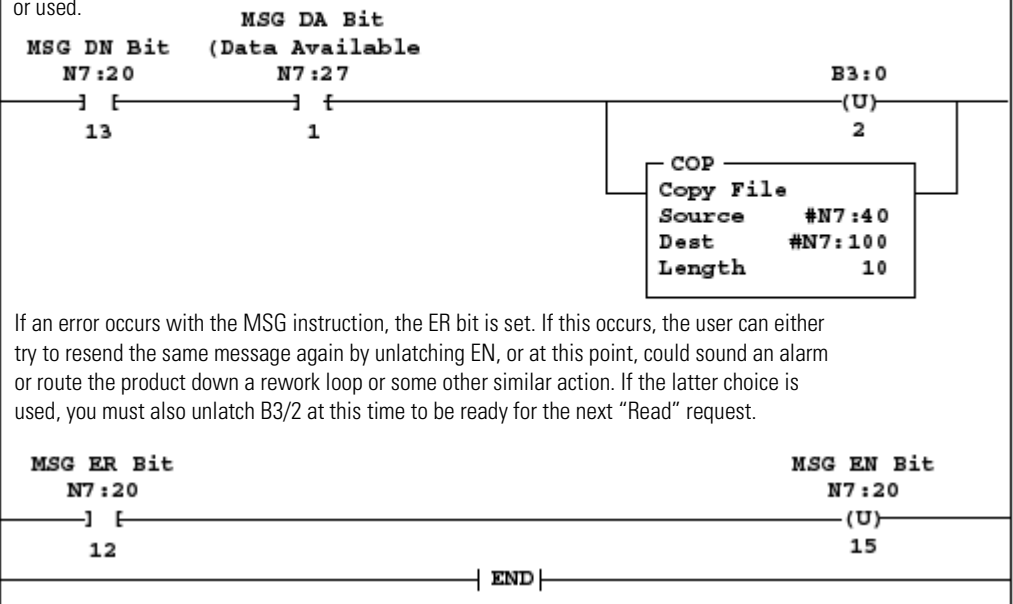 or used.
MSG DA Bit
MSG DN Bit (Data Available
N7:20 N7:27 B3:0
] [ ] [ (U)
13 1 2
COP
Copy File
Source #N7:40
Dest #N7:100
Length 10
If an error occurs with the MSG instruction, the ER bit is set. If this occurs, the user can either
try to resend the same message again by unlatching EN, or at this point, could sound an alarm
or route the product down a rework loop or some other similar action. If the latter choice is
used, you must also unlatch B3/2 at this time to be ready for the next “Read” request.
MSG ER Bit MSG EN Bit
N7:20 N7:20
] [ (U)
12 15
END